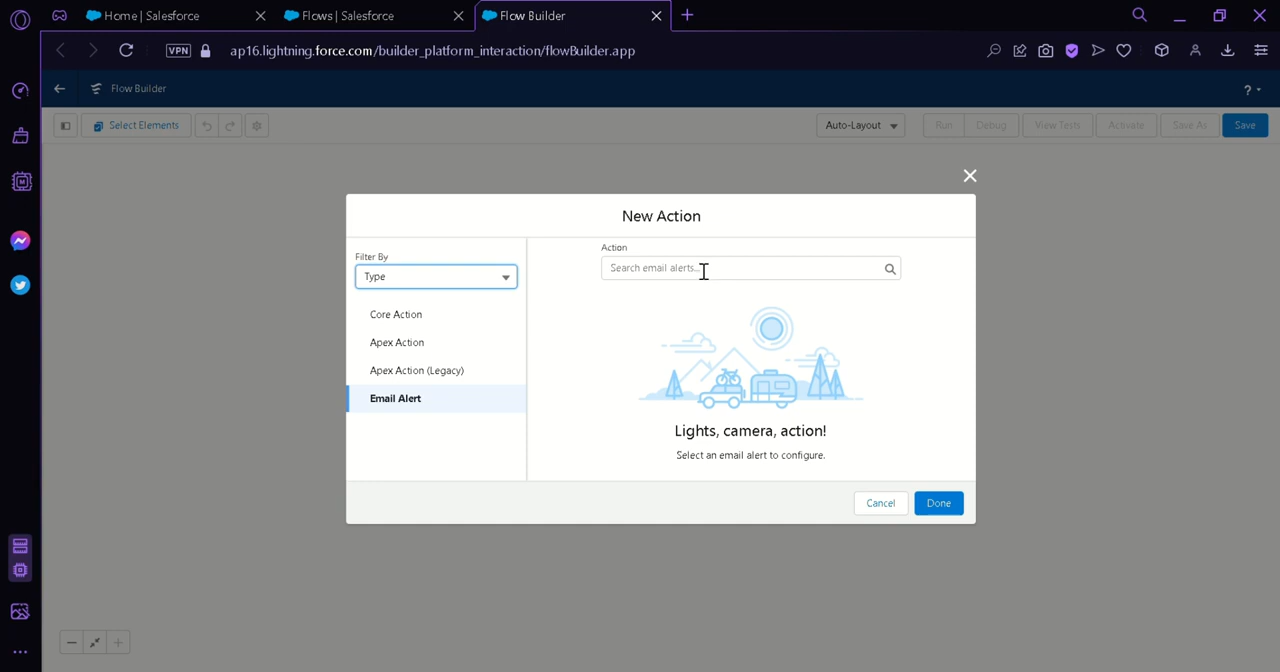 Home | Salesforce
Flows | Salesforce
Flow Builder
VPN
ap16.lightning.force.com/builder_platform_interaction/flowBuilder.app
Flow Builder
?
Select Elements
Auto-Layout
Run
Debug
View Tests
Activate
Save As
Save
New Action
Filter By
Type
Core Action
Apex Action
Apex Action (Legacy)
Email Alert
Action
Search email alerts...
Lights, camera, action!
Select an email alert to configure.
Cancel
Done